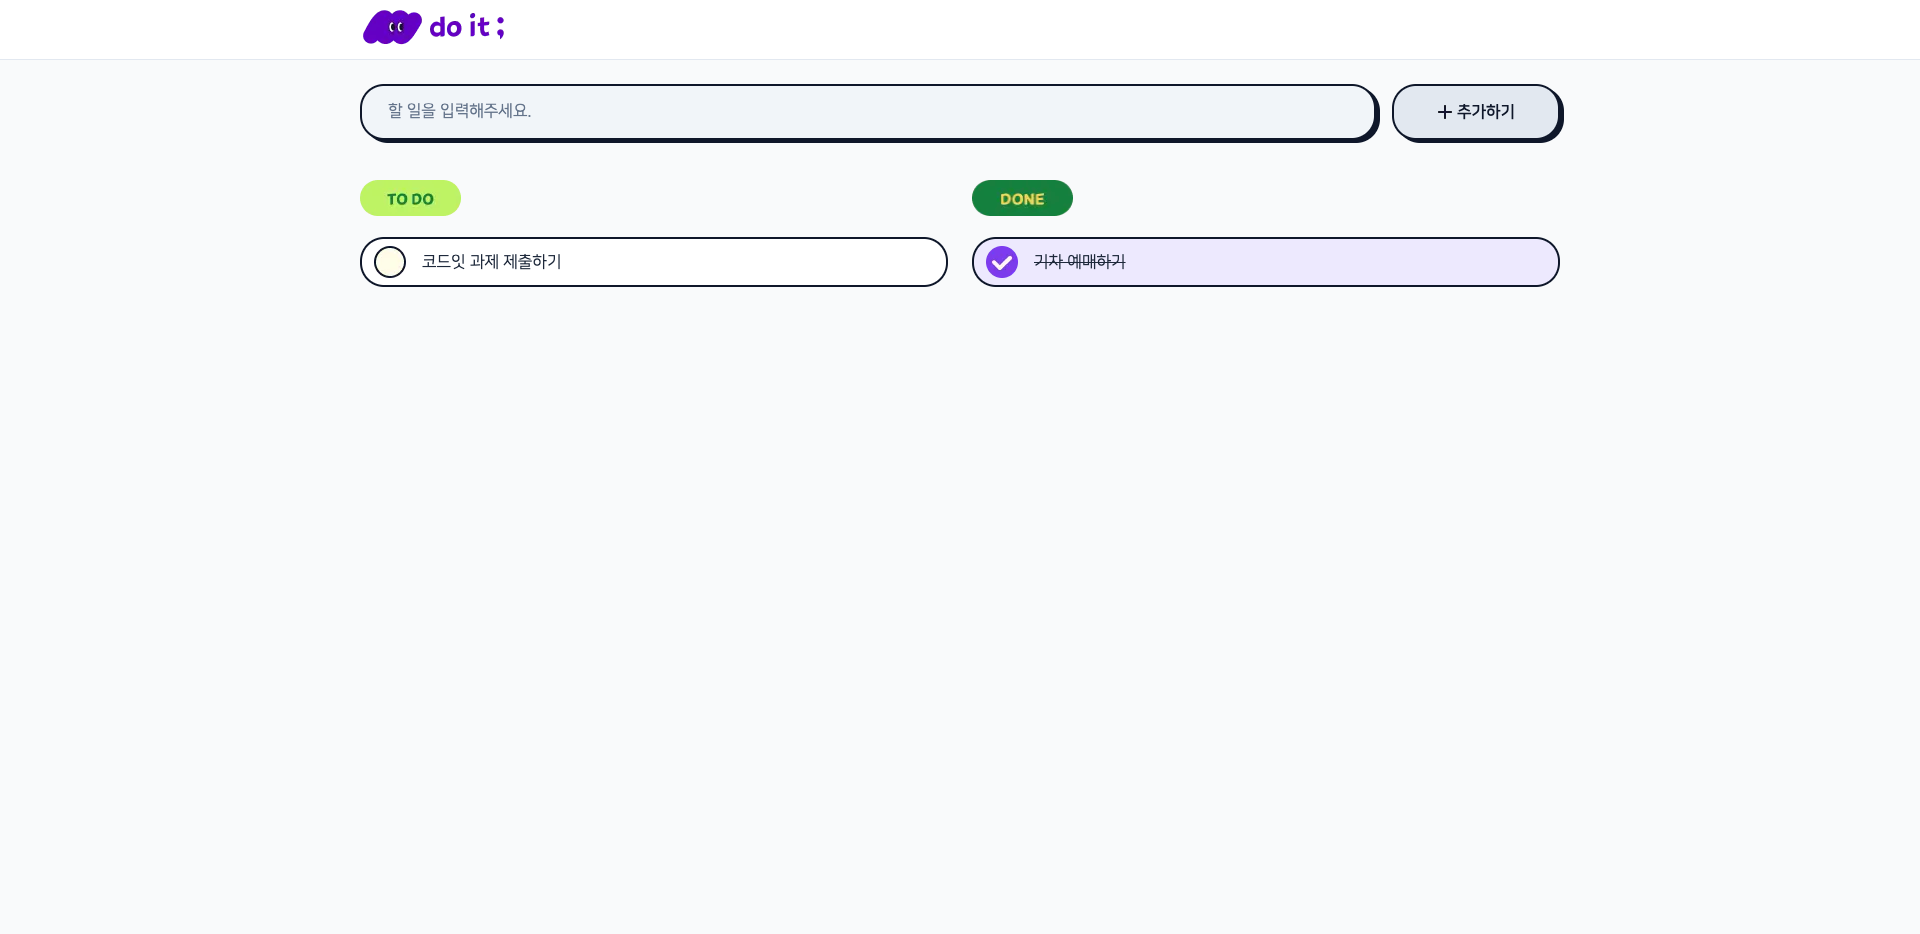 do it ;
할 일을 입력해주세요.
+ 추가하기
TO DO
DONE
코드잇 과제 제출하기
기차 예매하기